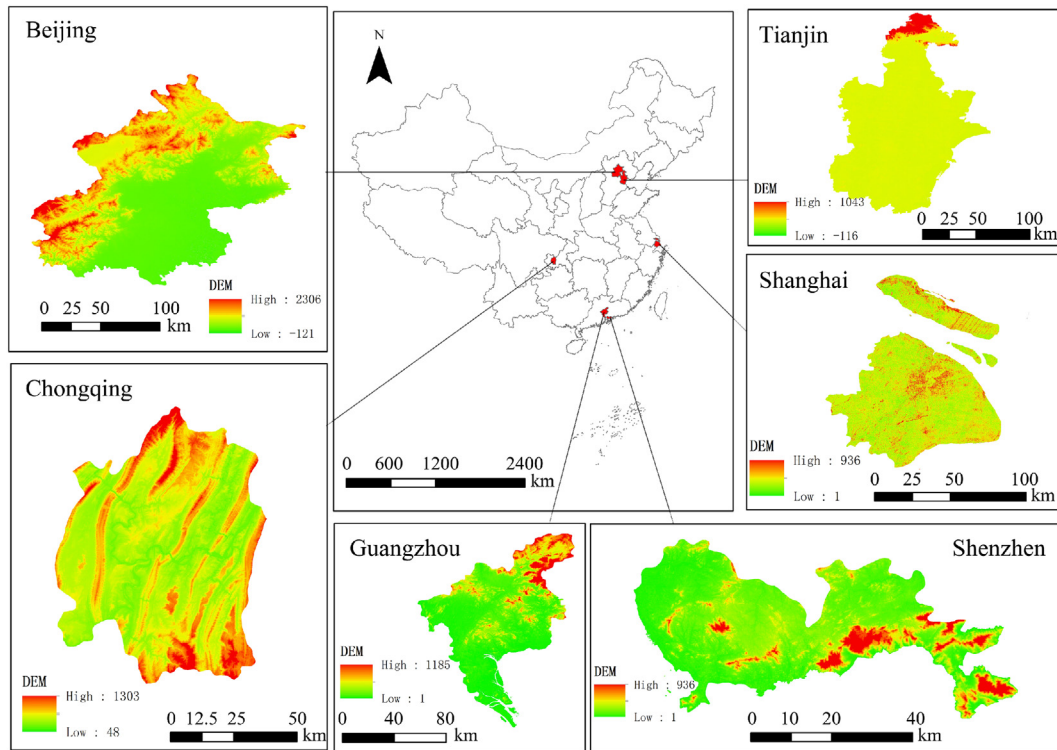 Beijing
0 25 50 100
km
DEM
High : 2306
Low : -121
N
0 600 1200 2400
km
Tianjin
DEM
High : 1043
Low : -116
0 25 50 100
km
Shanghai
DEM
High : 936
Low : 1
0 25 50 100
km
Chongqing
DEM
High : 1303
Low : 48
0 12.5 25 50
km
Guangzhou
DEM
High : 1185
Low : 1
0 40 80
km
Shenzhen
DEM
High : 936
Low : 1
0 10 20 40
km